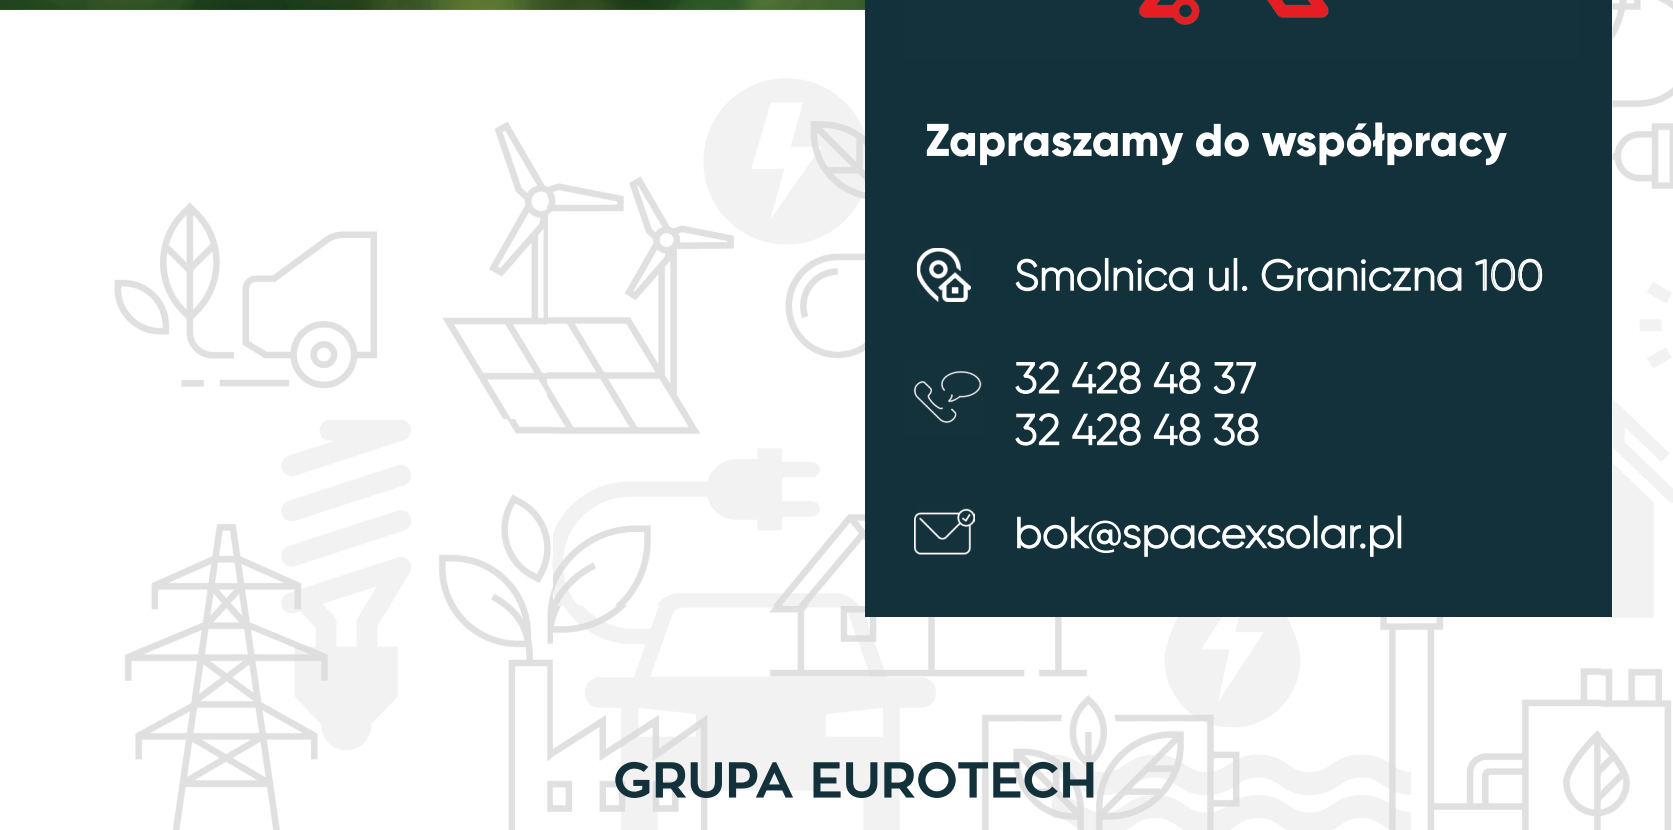 Zapraszamy do współpracy
Smolnica ul. Graniczna 100
32 428 48 37
32 428 48 38
bok@spacexsolar.pl
GRUPA EUROTECH